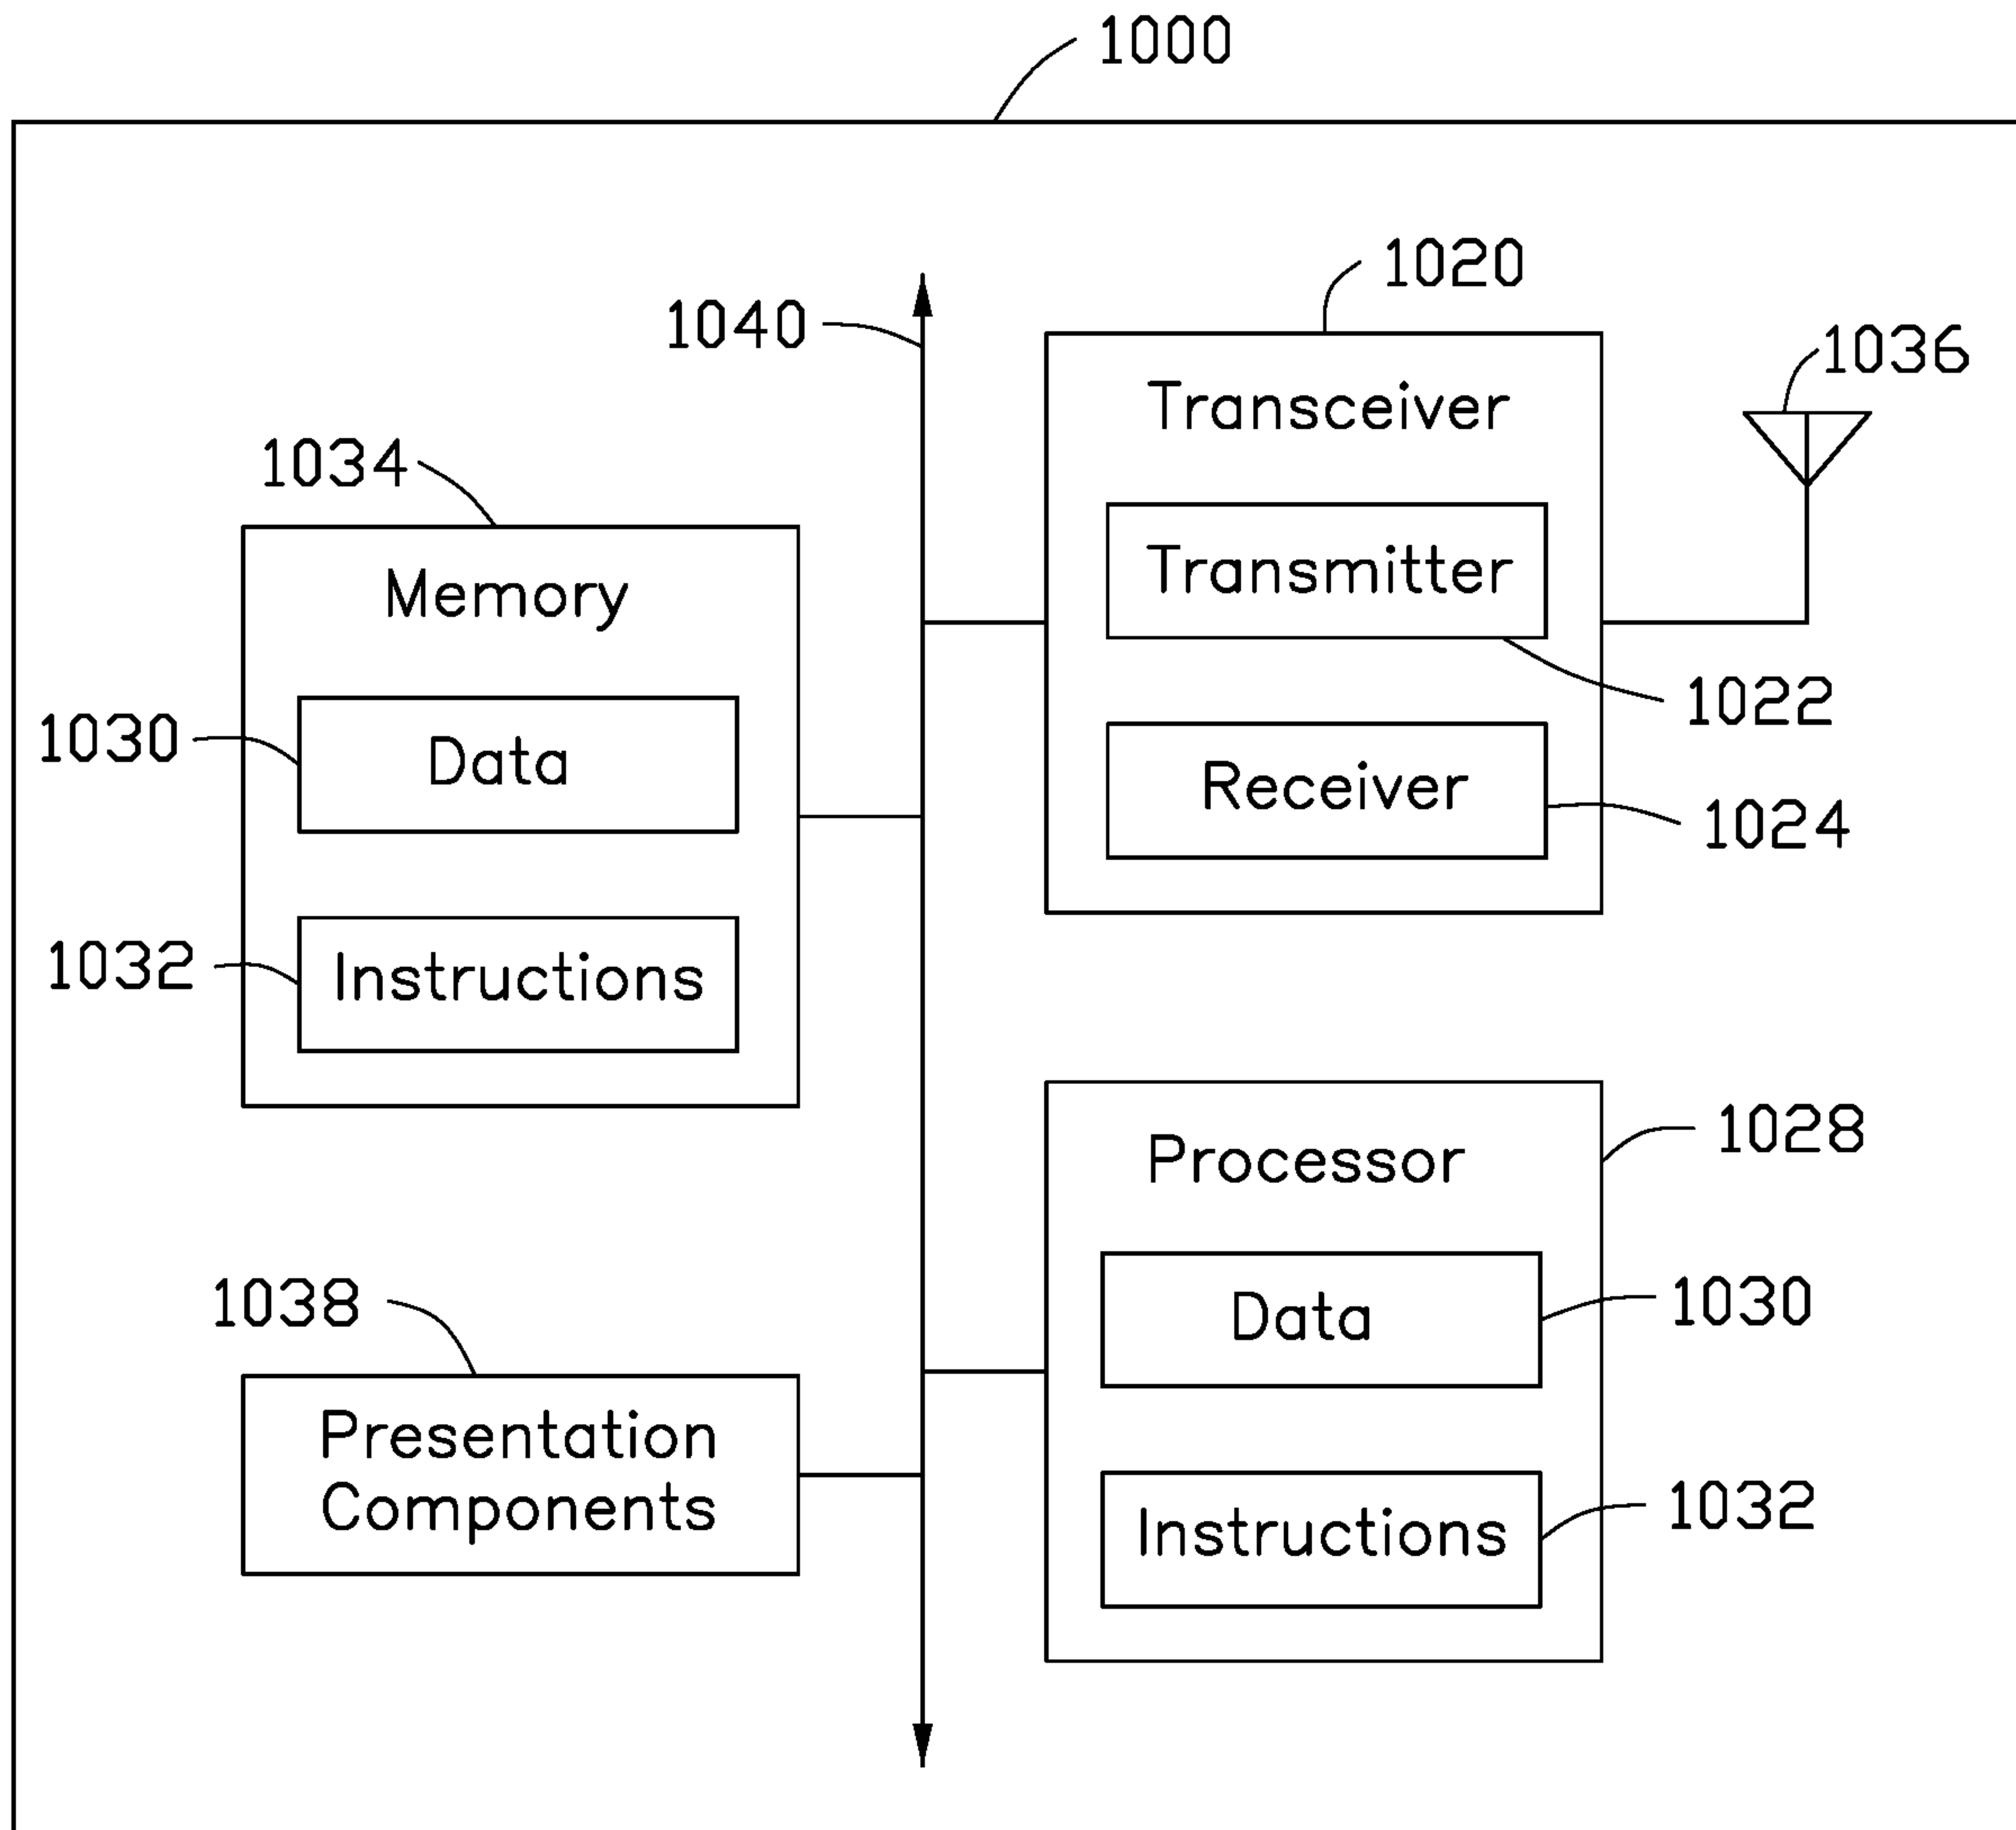 1000
1020
1040
1036
Transceiver
1034
Transmitter
Memory
1022
1030
Data
Receiver
1024
1032
Instructions
1028
Processor
1038
1030
Data
Presentation
Components
1032
Instructions